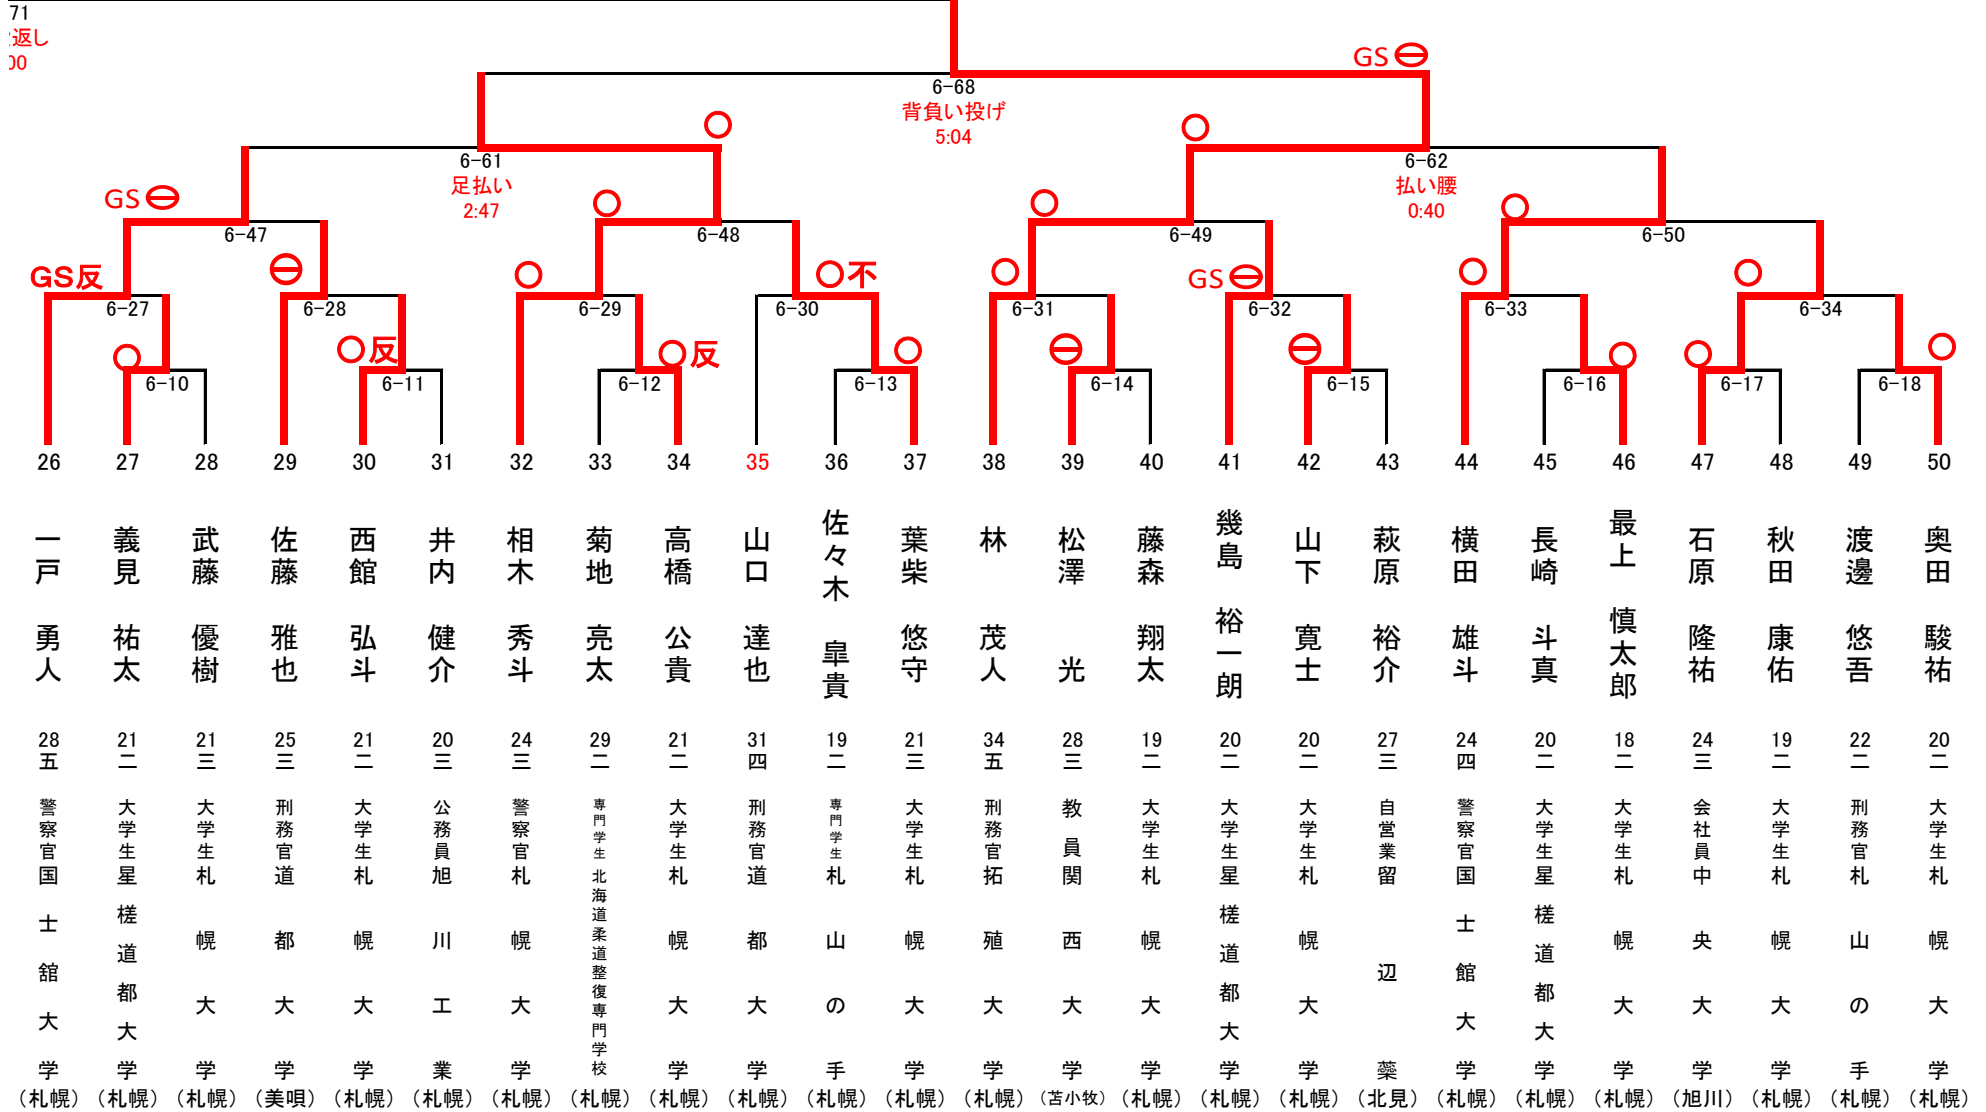 71
返し
00
GS
6-68
背負い投げ
5:04
6-61
足払い
2:47
6-62
払い腰
0:40
GS
6-47
6-48
6-49
6-50
GS反
○不
GS
6-27
6-28
6-29
6-30
6-31
6-32
6-33
6-34
○反
○反
6-10
6-11
6-12
6-13
6-14
6-15
6-16
6-17
6-18
26 一戸 勇人 28 五 警察官 国士舘大学 (札幌)
27 義見 祐太 21 二 大学生 星槎道都大学 (札幌)
28 武藤 優樹 21 三 大学生 札幌大学 (札幌)
29 佐藤 雅也 25 三 刑務官 道都大学 (美唄)
30 西館 弘斗 21 二 大学生 札幌大学 (札幌)
31 井内 健介 20 三 公務員 旭川工業 (札幌)
32 相木 秀斗 24 三 警察官 札幌大学 (札幌)
33 菊地 亮太 29 二 専門学生 北海道柔道整復専門学校 (札幌)
34 高橋 公貴 21 二 大学生 札幌大学 (札幌)
35 山口 達也 31 四 刑務官 道都大学 (札幌)
36 佐々木 皐貴 19 二 専門学生 札山の手 (札幌)
37 葉柴 悠守 21 三 大学生 札幌大学 (札幌)
38 林 茂人 34 五 刑務官 拓殖大学 (札幌)
39 松澤 光 28 三 教員 関西大学 (苫小牧)
40 藤森 翔太 19 二 大学生 札幌大学 (札幌)
41 幾島 裕一朗 20 二 大学生 星槎道都大学 (札幌)
42 山下 寛士 20 二 大学生 札幌大学 (札幌)
43 萩原 裕介 27 三 自営業 留辺蘂 (北見)
44 横田 雄斗 24 四 警察官 国士館大学 (札幌)
45 長崎 斗真 20 二 大学生 星槎道都大学 (札幌)
46 最上 慎太郎 18 二 大学生 札幌大学 (札幌)
47 石原 隆祐 24 三 会社員 中央大学 (旭川)
48 秋田 康佑 19 二 大学生 札幌大学 (札幌)
49 渡邊 悠吾 22 二 刑務官 札山の手 (札幌)
50 奥田 駿祐 20 二 大学生 札幌大学 (札幌)